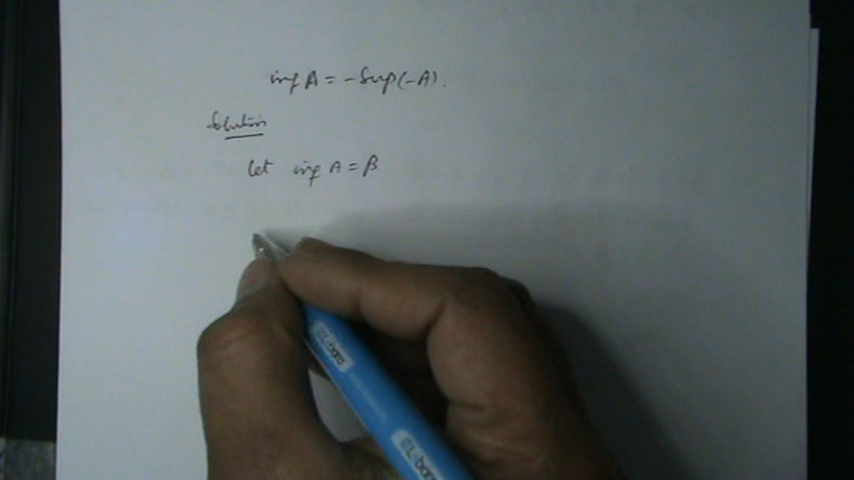 inf A = -Sup(-A).
Solution
Let inf A = β